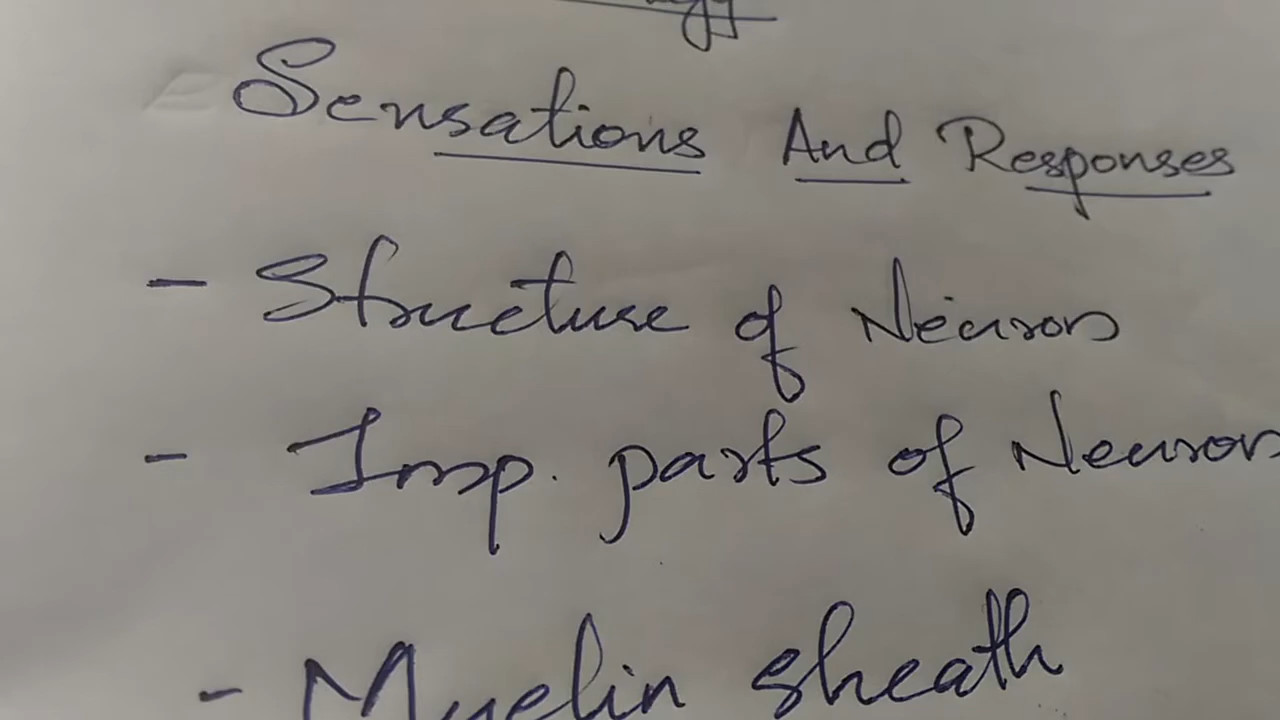 Sensations And Responses
- Structure of Neuron
- Imp. parts of Neuron
- Myelin sheath